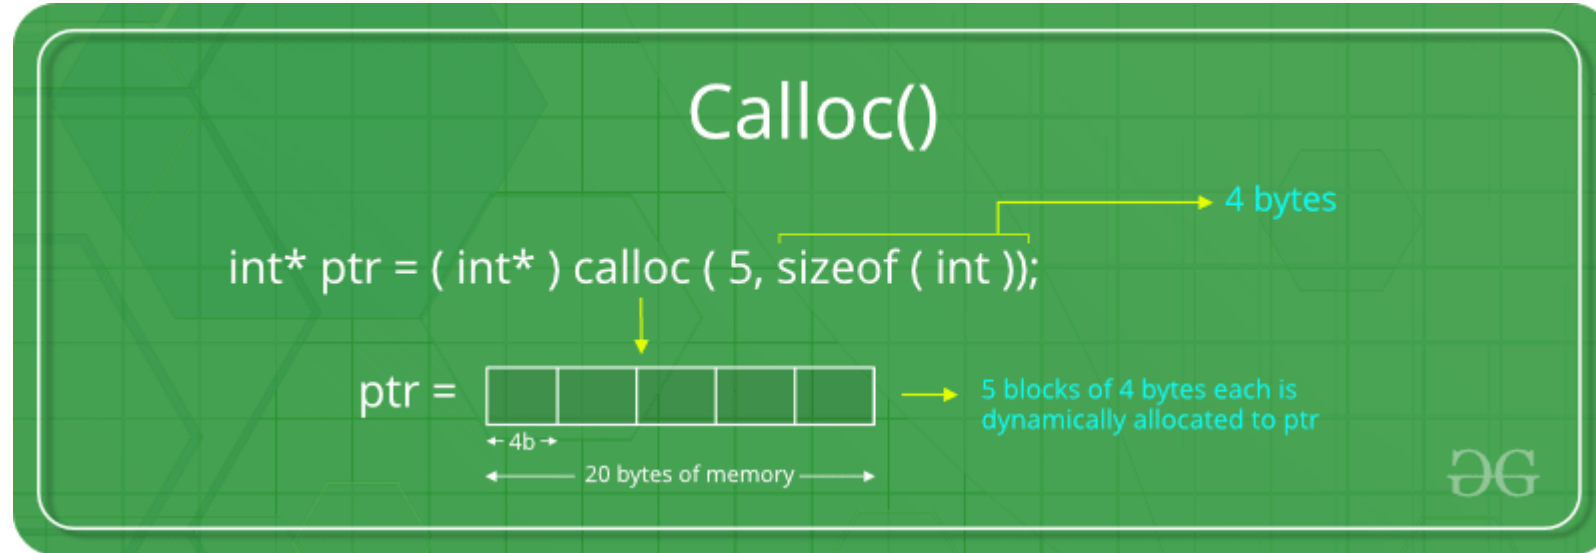 Calloc()
4 bytes
int* ptr = ( int* ) calloc ( 5, sizeof ( int ));
ptr =
5 blocks of 4 bytes each is
dynamically allocated to ptr
4b
20 bytes of memory